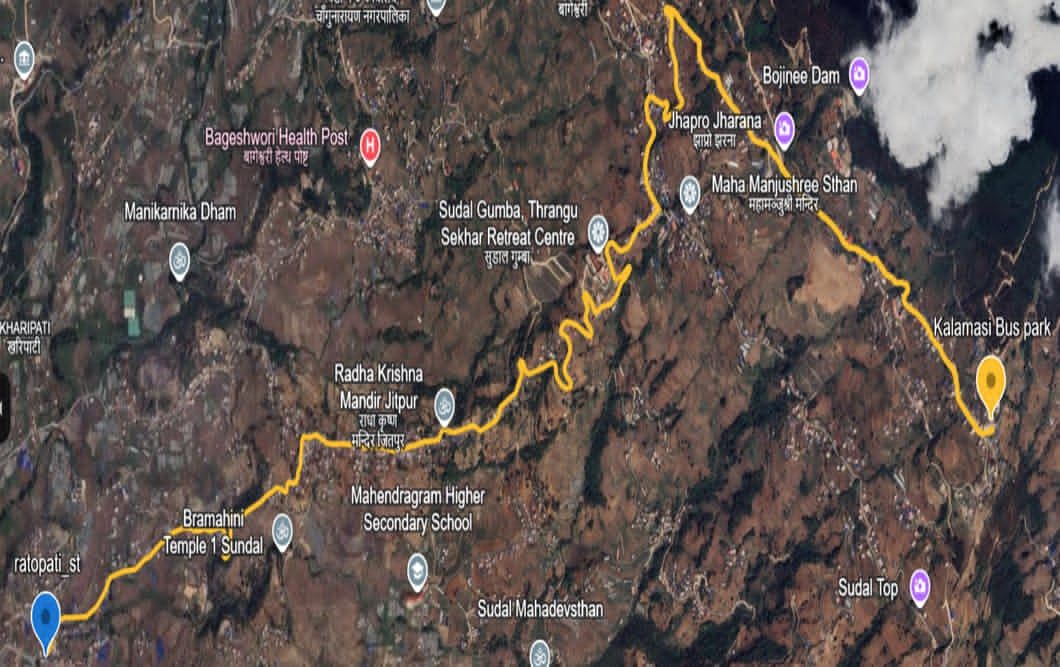 चाँगुनारायण नगरपालिका
बागेश्वरी
Bojinee Dam
Jhapro Jharana
झाप्रो झरना
Bageshwori Health Post
बागेश्वरी हेल्थ पोष्ट
Maha Manjushree Sthan
महामञ्जुश्री मन्दिर
Manikarnika Dham
Sudal Gumba, Thrangu
Sekhar Retreat Centre
सुडाल गुम्बा
KHARIPATI
खरिपाटी
Kalamasi Bus park
Radha Krishna
Mandir Jitpur
राधा कृष्ण
मन्दिर जितपुर
Mahendragram Higher
Secondary School
Bramahini
Temple 1 Sundal
ratopati_st
Sudal Top
Sudal Mahadevsthan